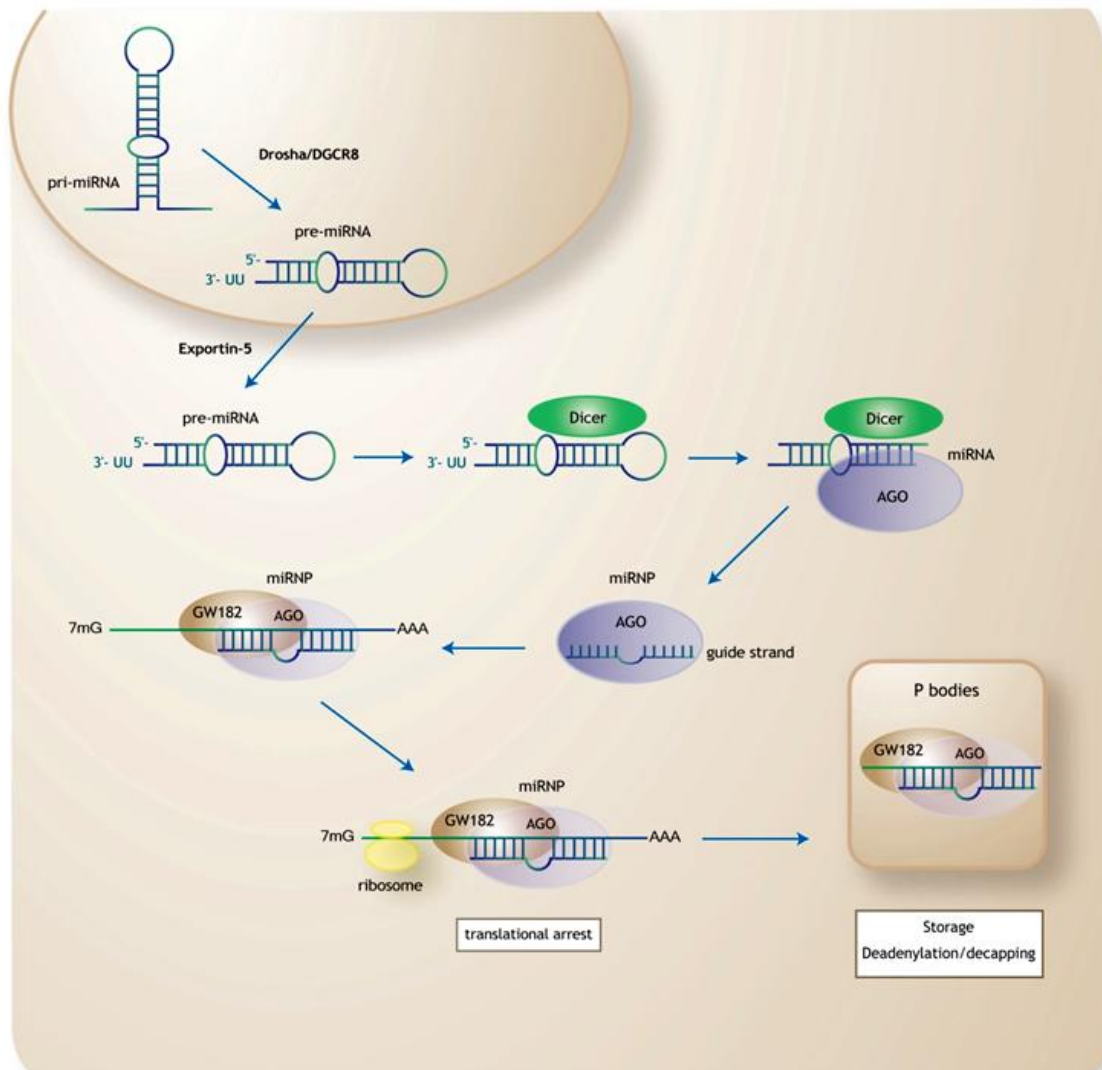 Drosha/DGCR8
pri-miRNA
pre-miRNA
5'-
3'- UU
Exportin-5
pre-miRNA
5'-
3'- UU
Dicer
5'-
3'- UU
Dicer
miRNA
AGO
miRNP
GW182
AGO
7mG
AAA
miRNP
AGO
guide strand
P bodies
GW182
AGO
miRNP
GW182
AGO
7mG
AAA
ribosome
translational arrest
Storage
Deadenylation/decapping